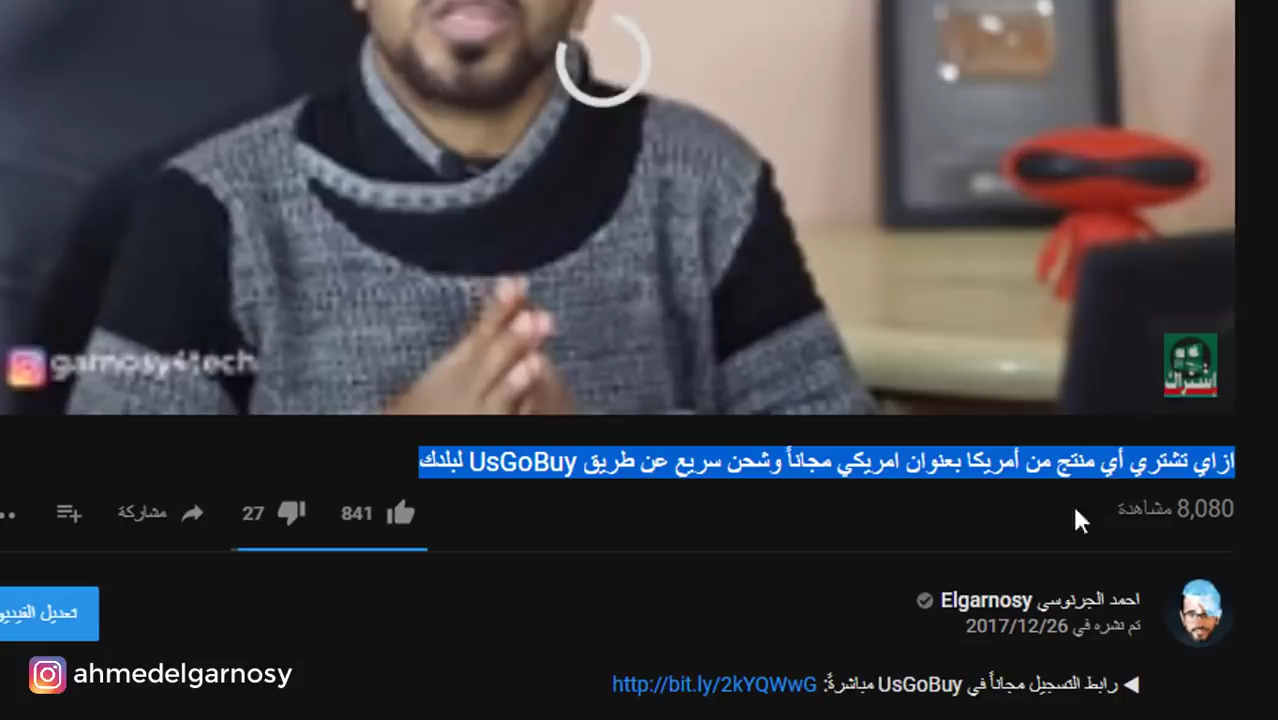 garnosy4tech
اشتراك
ازاي تشتري أي منتج من أمريكا بعنوان امريكي مجاناً وشحن سريع عن طريق UsGoBuy لبلدك
8,080 مشاهدة
841
27
مشاركة
احمد الجرنوسي Elgarnosy
تم نشره في 2017/12/26
تعديل الفيديو
ahmedelgarnosy
◀ رابط التسجيل مجاناً في UsGoBuy مباشرةً: http://bit.ly/2kYQWwG